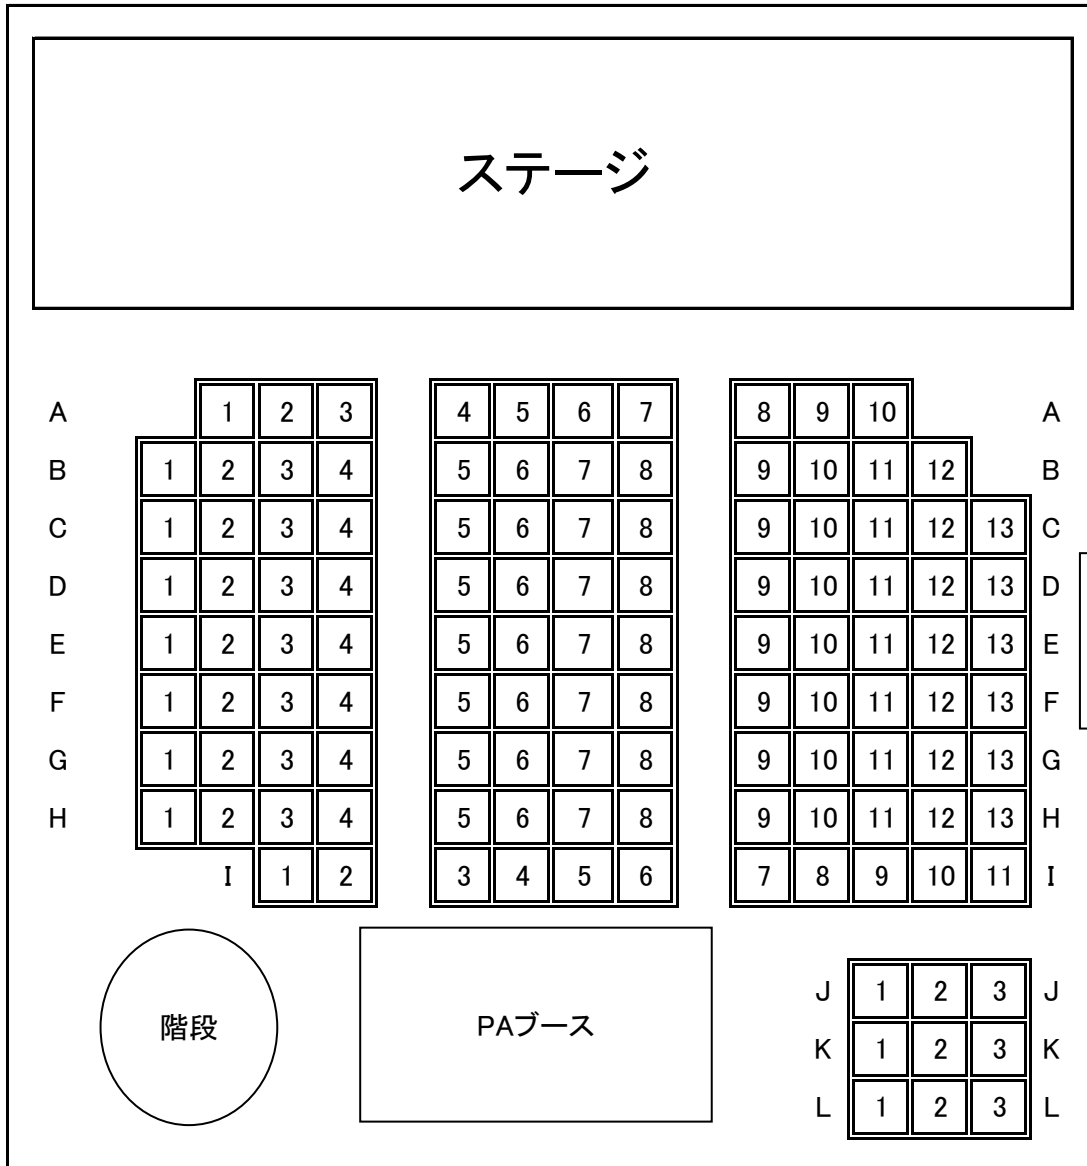 ステージ
A 1 2 3 4 5 6 7 8 9 10 A
B 1 2 3 4 5 6 7 8 9 10 11 12 B
C 1 2 3 4 5 6 7 8 9 10 11 12 13 C
D 1 2 3 4 5 6 7 8 9 10 11 12 13 D
E 1 2 3 4 5 6 7 8 9 10 11 12 13 E
F 1 2 3 4 5 6 7 8 9 10 11 12 13 F
G 1 2 3 4 5 6 7 8 9 10 11 12 13 G
H 1 2 3 4 5 6 7 8 9 10 11 12 13 H
I 1 2 3 4 5 6 7 8 9 10 11 I
J 1 2 3 J
階段 PAブース
K 1 2 3 K
L 1 2 3 L